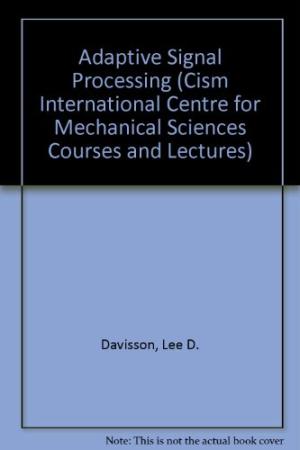 Adaptive Signal
Processing (Cism
International Centre for
Mechanical Sciences
Courses and Lectures)
Davisson, Lee D.
Note: This is not the actual book cover